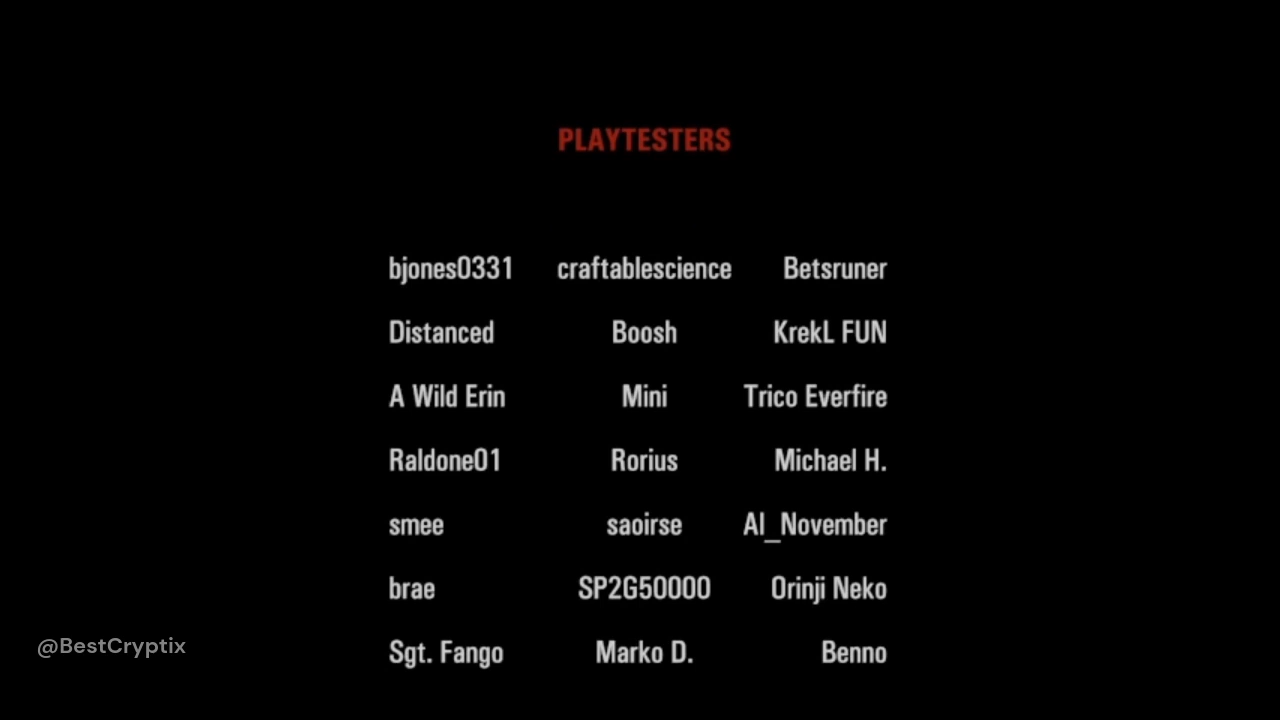 PLAYTESTERS
bjones0331 craftablescience Betsruner
Distanced Boosh KrekL FUN
A Wild Erin Mini Trico Everfire
Raldone01 Rorius Michael H.
smee saoirse AI_November
brae SP2G50000 Orinji Neko
Sgt. Fango Marko D. Benno
@BestCryptix